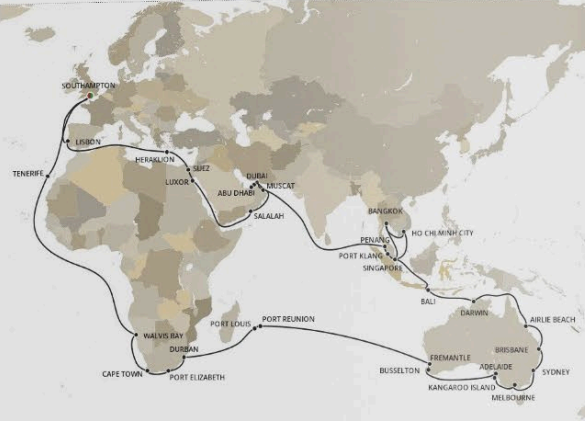 SOUTHAMPTON
LISBON
HERAKLION
SUEZ
TENERIFE
LUXOR
DUBAI
ABU DHABI
MUSCAT
SALALAH
BANGKOK
HO CHI MINH CITY
PENANG
PORT KLANG
SINGAPORE
BALI
DARWIN
AIRLIE BEACH
PORT LOUIS
PORT REUNION
WALVIS BAY
DURBAN
BRISBANE
FREMANTLE
BUSSELTON
ADELAIDE
SYDNEY
CAPE TOWN
PORT ELIZABETH
KANGAROO ISLAND
MELBOURNE